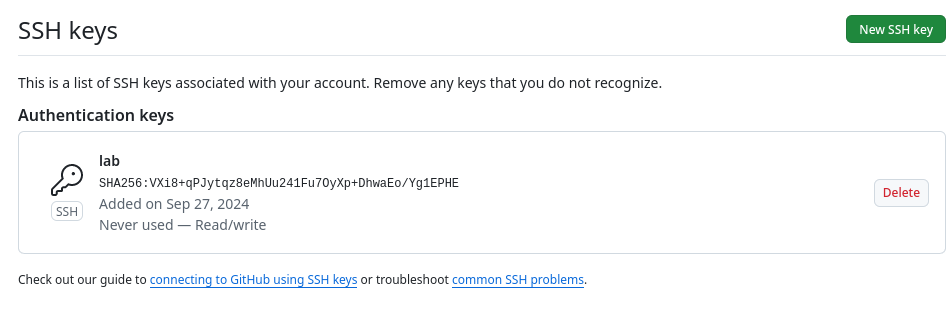 SSH keys
New SSH key
This is a list of SSH keys associated with your account. Remove any keys that you do not recognize.
Authentication keys
lab
SHA256:VXi8+qPJytqz8eMhUu241Fu7OyXp+DhwaEo/Yg1EPHE
SSH
Added on Sep 27, 2024
Never used — Read/write
Delete
Check out our guide to connecting to GitHub using SSH keys or troubleshoot common SSH problems.